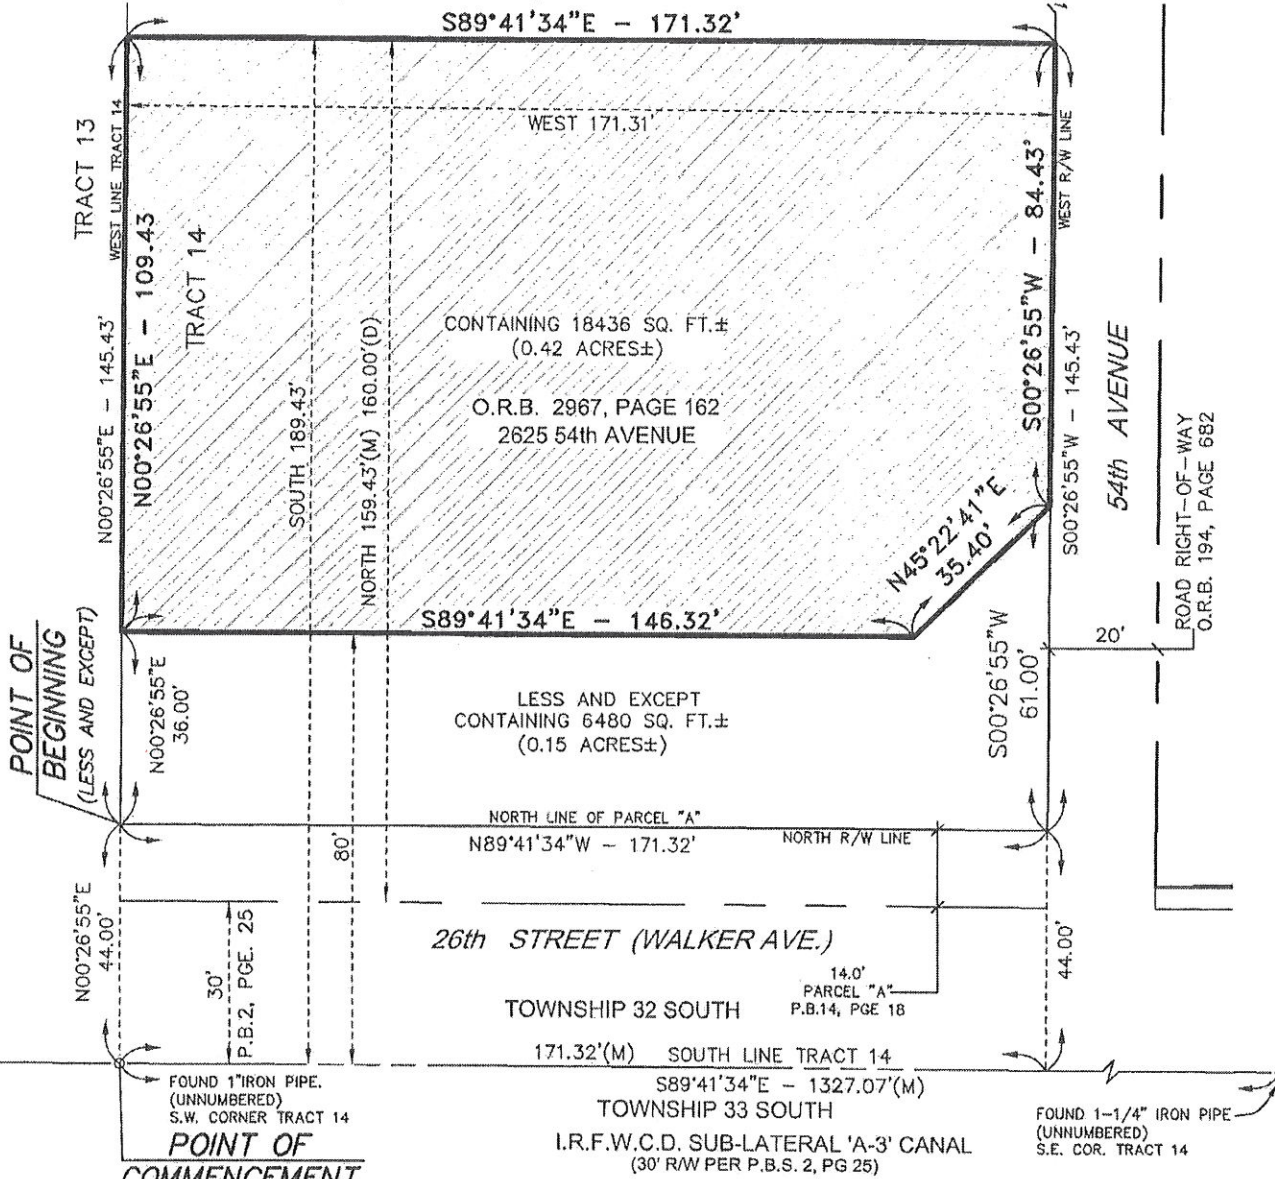 S89°41'34"E - 171.32'
WEST 171.31'
TRACT 13
WEST LINE TRACT 14
N00°26'55"E - 109.43
TRACT 14
N00°26'55"E - 145.43'
SOUTH 189.43'
NORTH 159.43'(M) 160.00'(D)
CONTAINING 18436 SQ. FT.±
(0.42 ACRES±)
O.R.B. 2967, PAGE 162
2625 54th AVENUE
S00°26'55"W - 84.43'
WEST R/W LINE
S00°26'55"W - 145.43'
54th AVENUE
ROAD RIGHT-OF-WAY
O.R.B. 194, PAGE 682
N45°22'41"E
35.40'
S89°41'34"E - 146.32'
20'
POINT OF
BEGINNING
(LESS AND EXCEPT)
N00°26'55"E
36.00'
LESS AND EXCEPT
CONTAINING 6480 SQ. FT.±
(0.15 ACRES±)
S00°26'55"W
61.00'
NORTH LINE OF PARCEL "A"
N89°41'34"W - 171.32'
NORTH R/W LINE
80'
N00°26'55"E
44.00'
30'
P.B.2, PGE. 25
26th STREET (WALKER AVE.)
14.0'
PARCEL "A"
P.B.14, PGE 18
44.00'
TOWNSHIP 32 SOUTH
171.32'(M) SOUTH LINE TRACT 14
S89°41'34"E - 1327.07'(M)
TOWNSHIP 33 SOUTH
FOUND 1"IRON PIPE.
(UNNUMBERED)
S.W. CORNER TRACT 14
POINT OF
COMMENCEMENT
I.R.F.W.C.D. SUB-LATERAL 'A-3' CANAL
(30' R/W PER P.B.S. 2, PG 25)
FOUND 1-1/4" IRON PIPE
(UNNUMBERED)
S.E. COR. TRACT 14